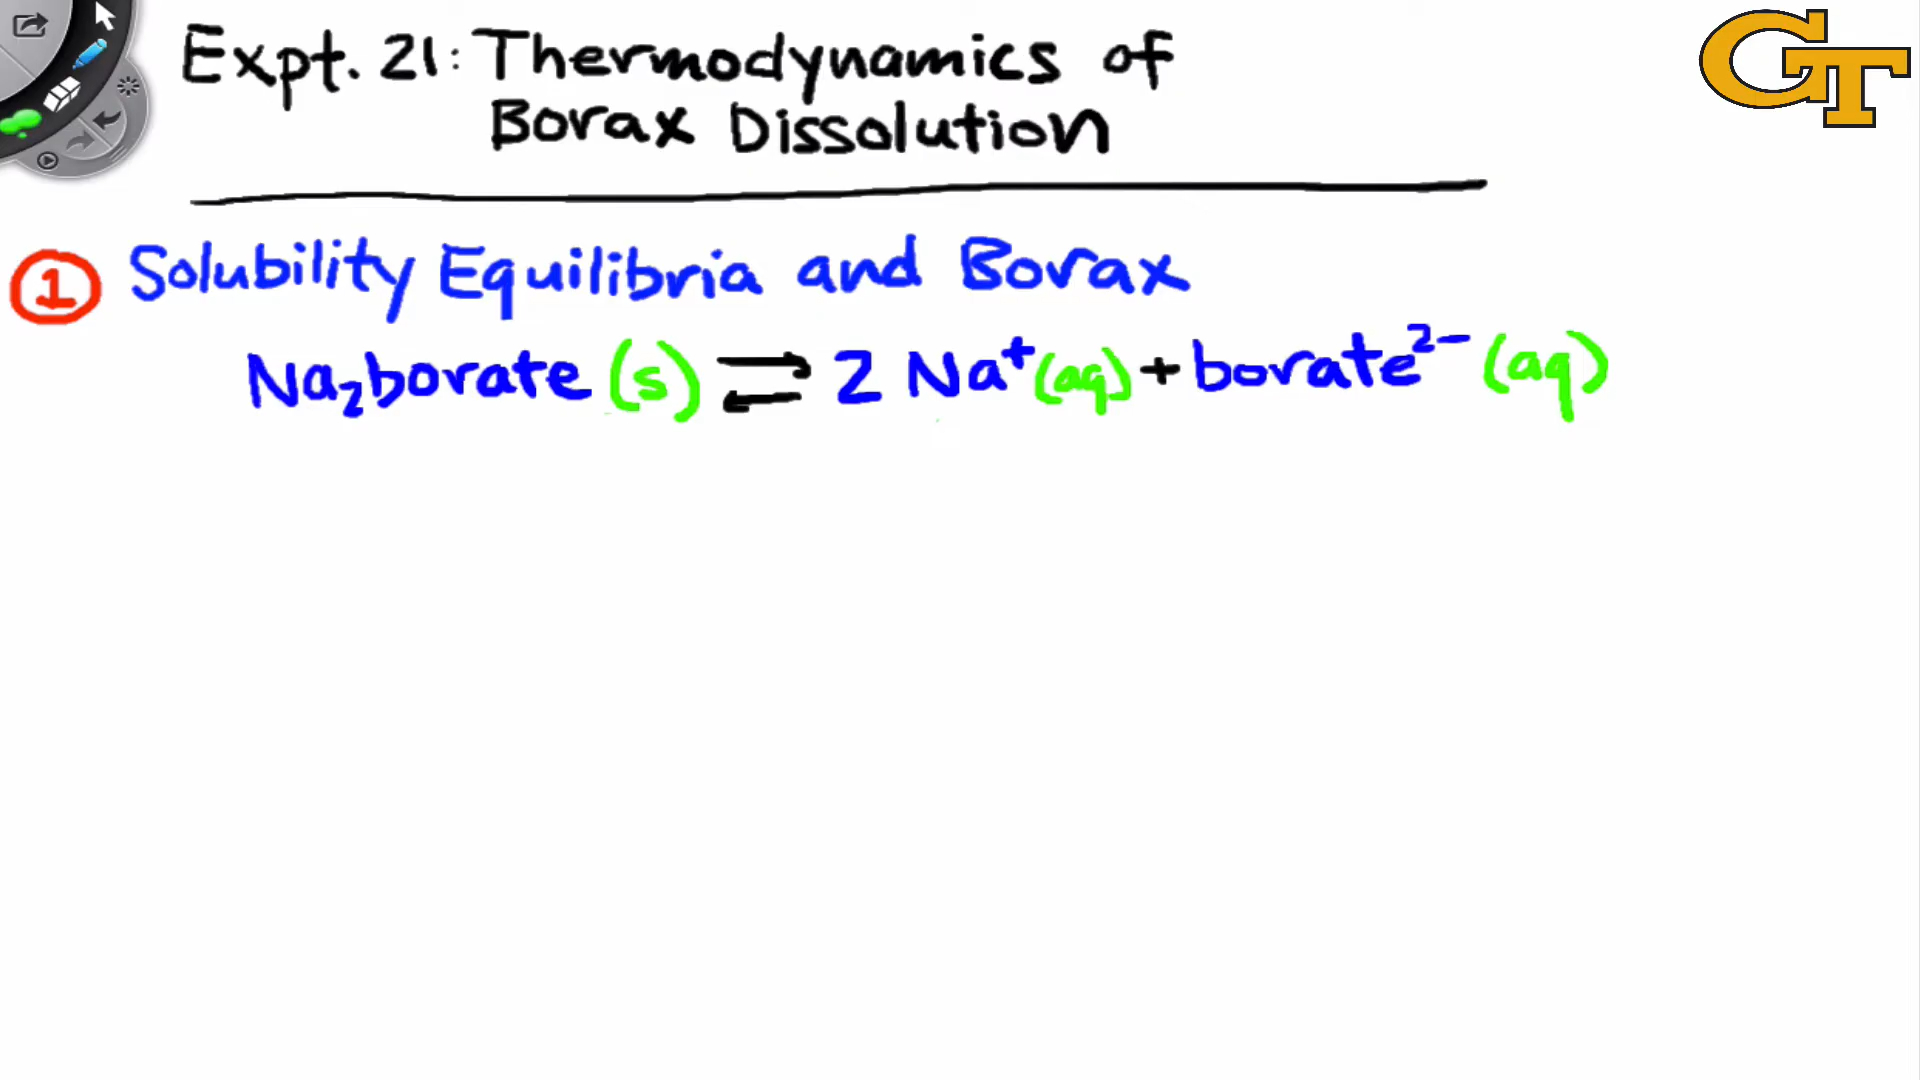 Expt. 21: Thermodynamics of
Borax Dissolution
GT
1 Solubility Equilibria and Borax
Na₂borate (s) ⇌ 2 Na⁺(aq) + borate²⁻ (aq)